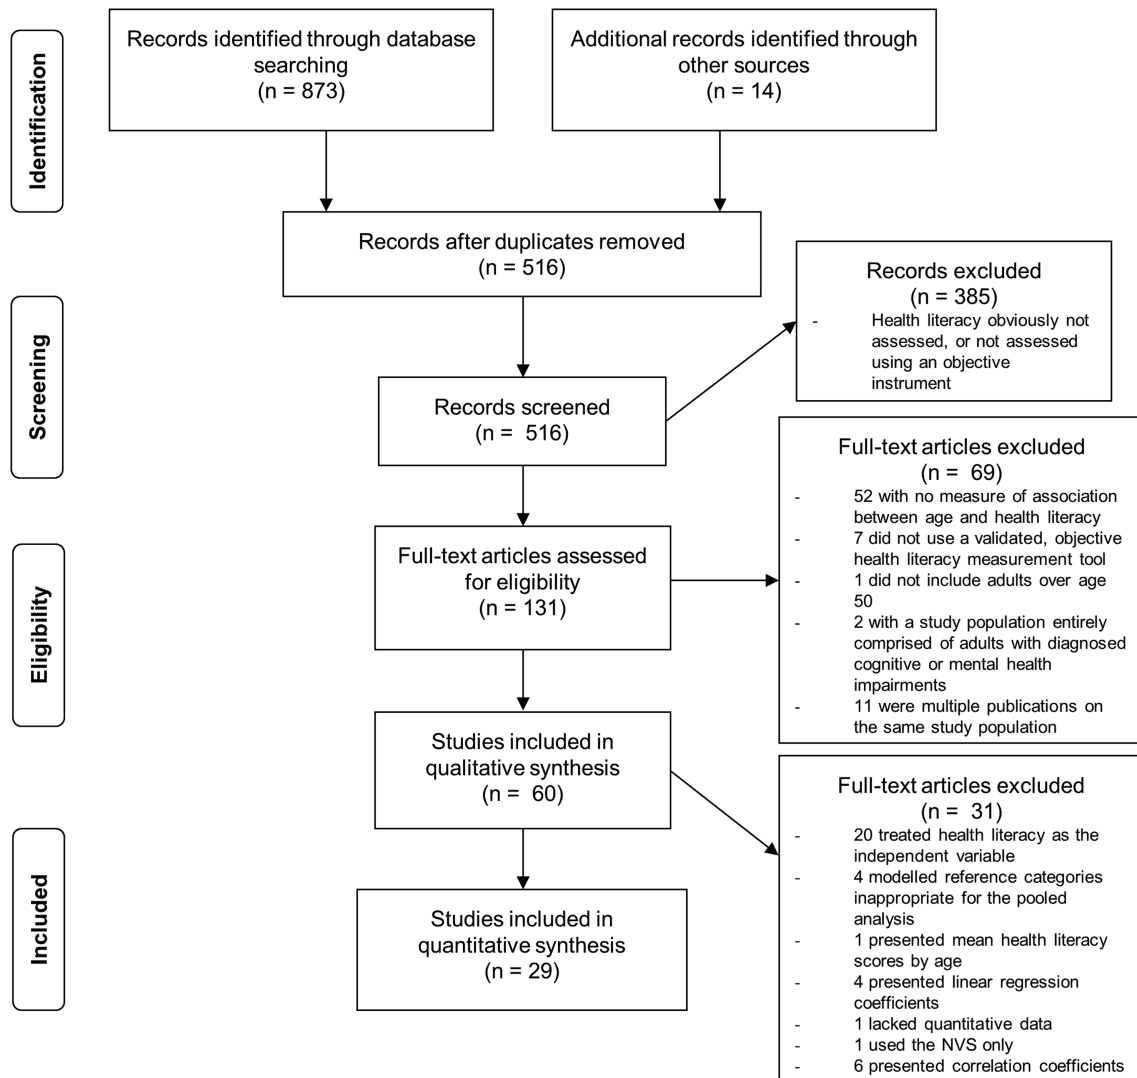 Identification
Records identified through database
searching
(n = 873)
Additional records identified through
other sources
(n = 14)
Records after duplicates removed
(n = 516)
Screening
Records screened
(n =  516)
Records excluded
(n = 385)
- Health literacy obviously not
assessed, or not assessed
using an objective
instrument
Eligibility
Full-text articles assessed
for eligibility
(n = 131)
Full-text articles excluded
(n =  69)
- 52 with no measure of association
between age and health literacy
- 7 did not use a validated, objective
health literacy measurement tool
- 1 did not include adults over age
50
- 2 with a study population entirely
comprised of adults with diagnosed
cognitive or mental health
impairments
- 11 were multiple publications on
the same study population
Studies included in
qualitative synthesis
(n =  60)
Full-text articles excluded
(n =  31)
- 20 treated health literacy as the
independent variable
- 4 modelled reference categories
inappropriate for the pooled
analysis
- 1 presented mean health literacy
scores by age
- 4 presented linear regression
coefficients
- 1 lacked quantitative data
- 1 used the NVS only
- 6 presented correlation coefficients
Included
Studies included in
quantitative synthesis
(n = 29)